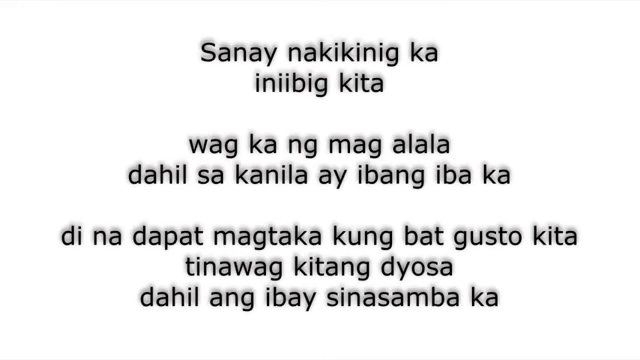 Sanay nakikinig ka
iniibig kita
wag ka ng mag alala
dahil sa kanila ay ibang iba ka
di na dapat magtaka kung bat gusto kita
tinawag kitang dyosa
dahil ang ibay sinasamba ka